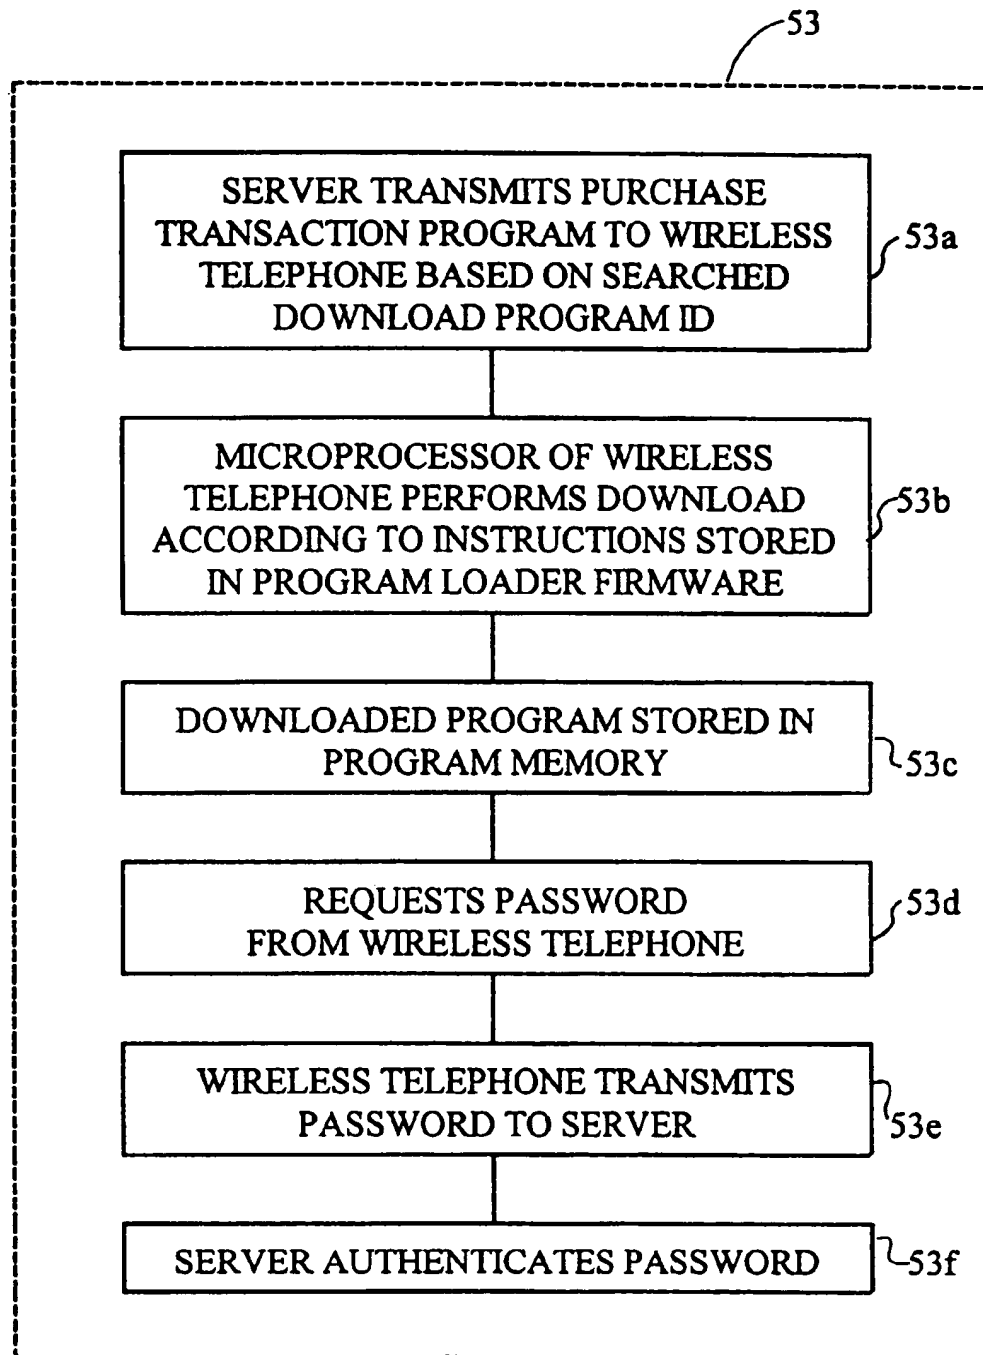 53
SERVER TRANSMITS PURCHASE
TRANSACTION PROGRAM TO WIRELESS
TELEPHONE BASED ON SEARCHED
DOWNLOAD PROGRAM ID
53a
MICROPROCESSOR OF WIRELESS
TELEPHONE PERFORMS DOWNLOAD
ACCORDING TO INSTRUCTIONS STORED
IN PROGRAM LOADER FIRMWARE
53b
DOWNLOADED PROGRAM STORED IN
PROGRAM MEMORY
53c
REQUESTS PASSWORD
FROM WIRELESS TELEPHONE
53d
WIRELESS TELEPHONE TRANSMITS
PASSWORD TO SERVER
53e
SERVER AUTHENTICATES PASSWORD
53f